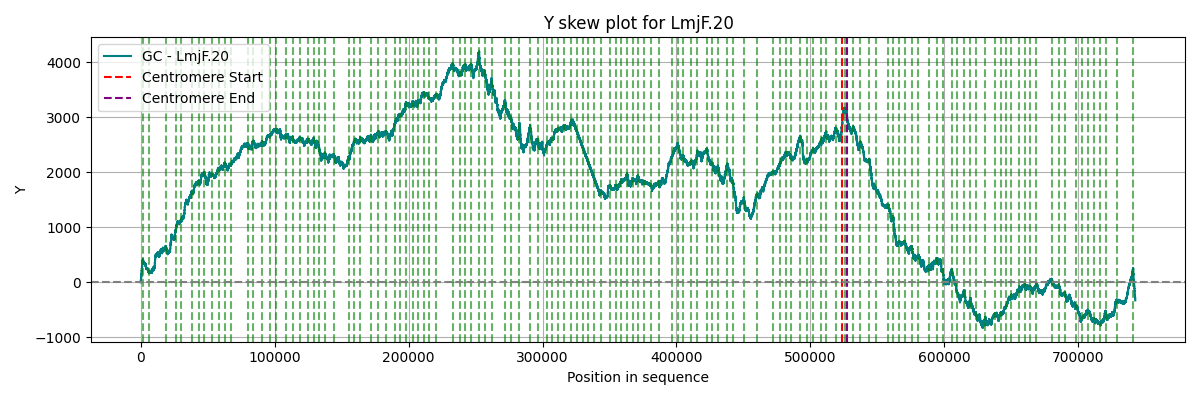 Y skew plot for LmjF.20
GC - LmjF.20
Centromere Start
Centromere End
4000
3000
2000
1000
0
−1000
Y
0 100000 200000 300000 400000 500000 600000 700000
Position in sequence